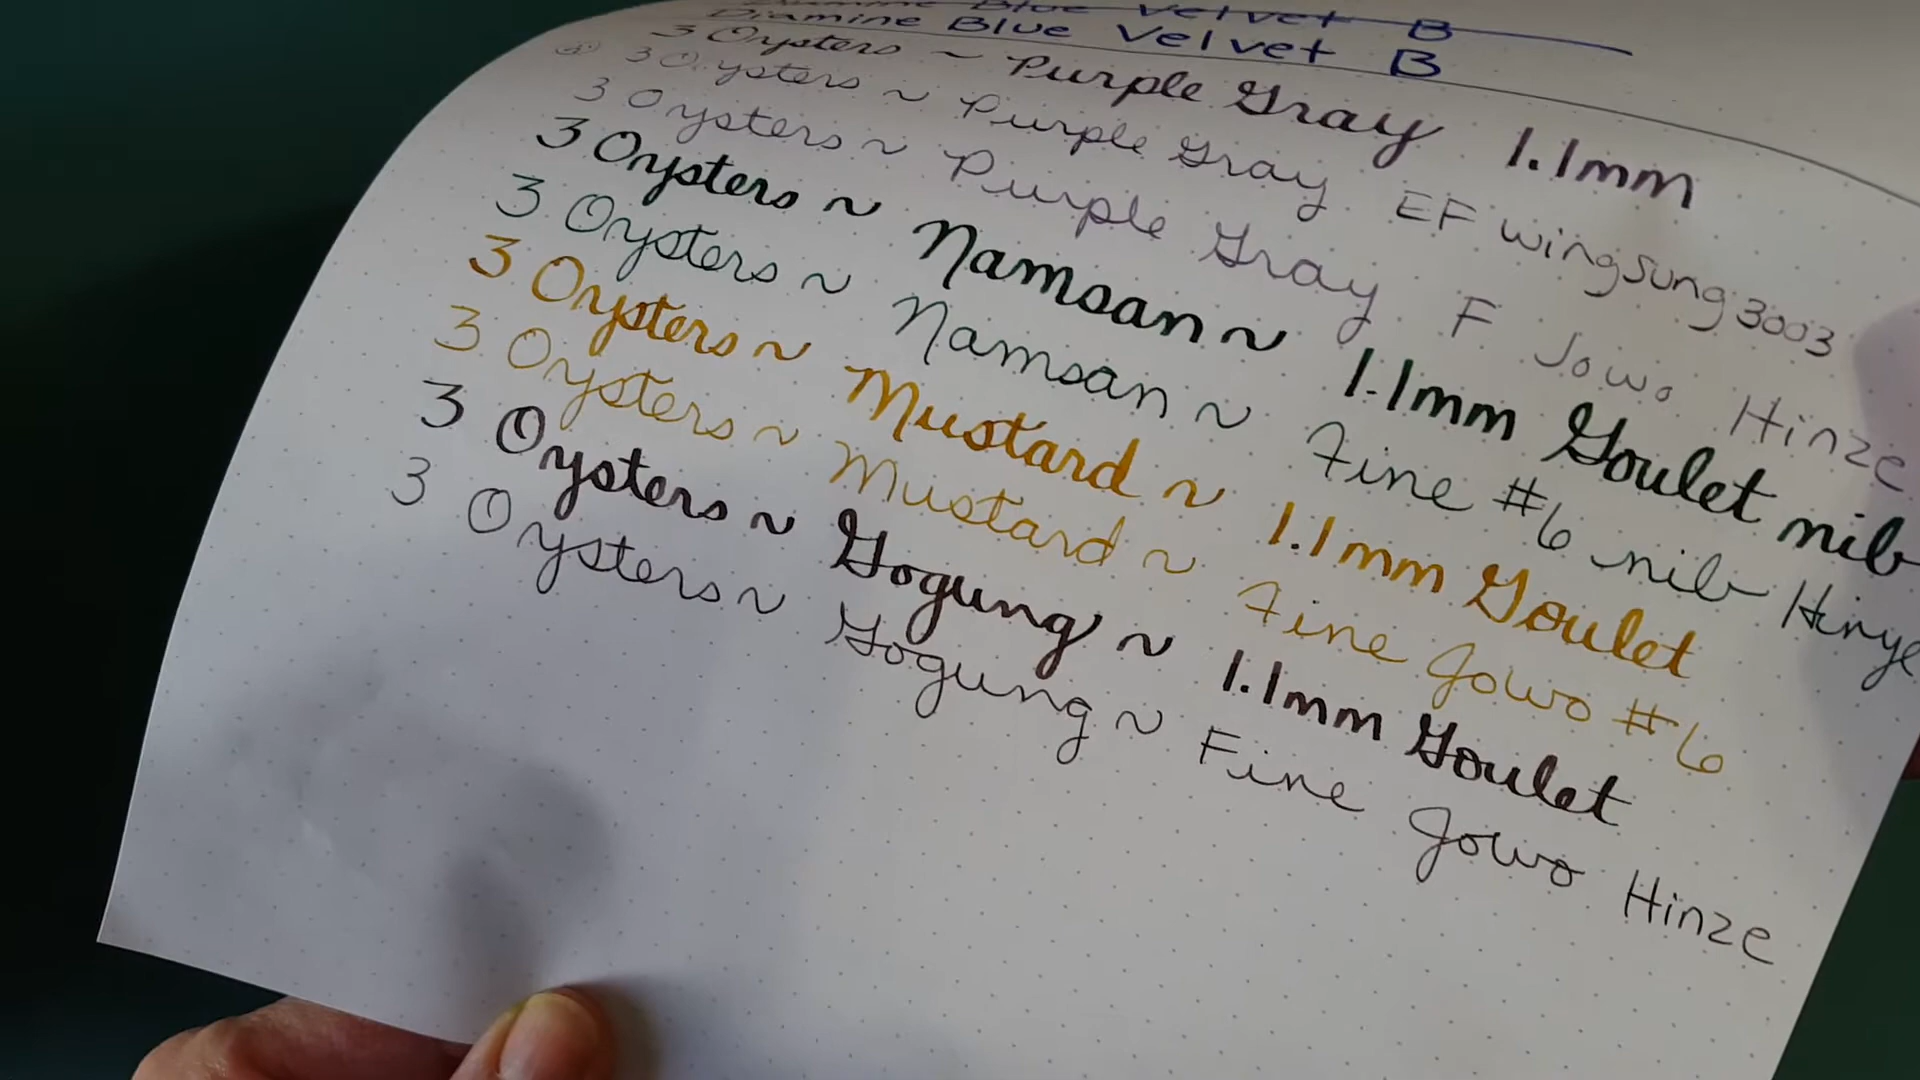 Diamine Blue Velvet B
Diamine Blue Velvet B
3 Oysters ~ Purple Gray 1.1mm
3 Oysters ~ Purple Gray EF wingsung 3003
3 Oysters ~ Purple Gray F Jowo Hinze
3 Oysters ~ Namsan ~ 1.1mm Goulet nib
3 Oysters ~ Namsan ~ Fine #6 nib Hinze
3 Oysters ~ Mustard ~ 1.1mm Goulet
3 Oysters ~ Mustard ~ Fine Jowo #6
3 Oysters ~ Gogung ~ 1.1mm Goulet
3 Oysters ~ Gogung ~ Fine Jowo Hinze